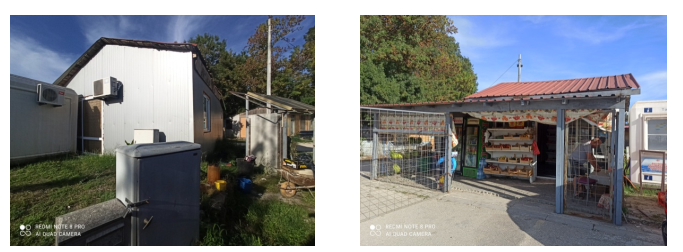 REDMI NOTE 8 PRO
AI QUAD CAMERA
REDMI NOTE 8 PRO
AI QUAD CAMERA